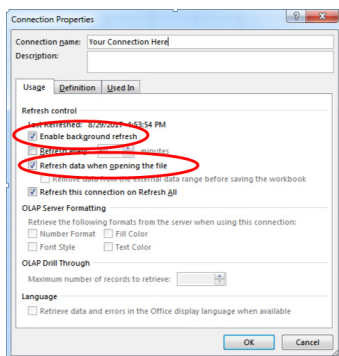 Connection Properties
Connection name: Your Connection Here
Description:
Usage Definition Used In
Refresh control
Last Refreshed: 8/29/2017 4:53:54 PM
Enable background refresh
Refresh every minutes
Refresh data when opening the file
Remove data from the external data range before saving the workbook
Refresh this connection on Refresh All
OLAP Server Formatting
Retrieve the following formats from the server when using this connection:
Number Format Fill Color
Font Style Text Color
OLAP Drill Through
Maximum number of records to retrieve:
Language
Retrieve data and errors in the Office display language when available
OK Cancel